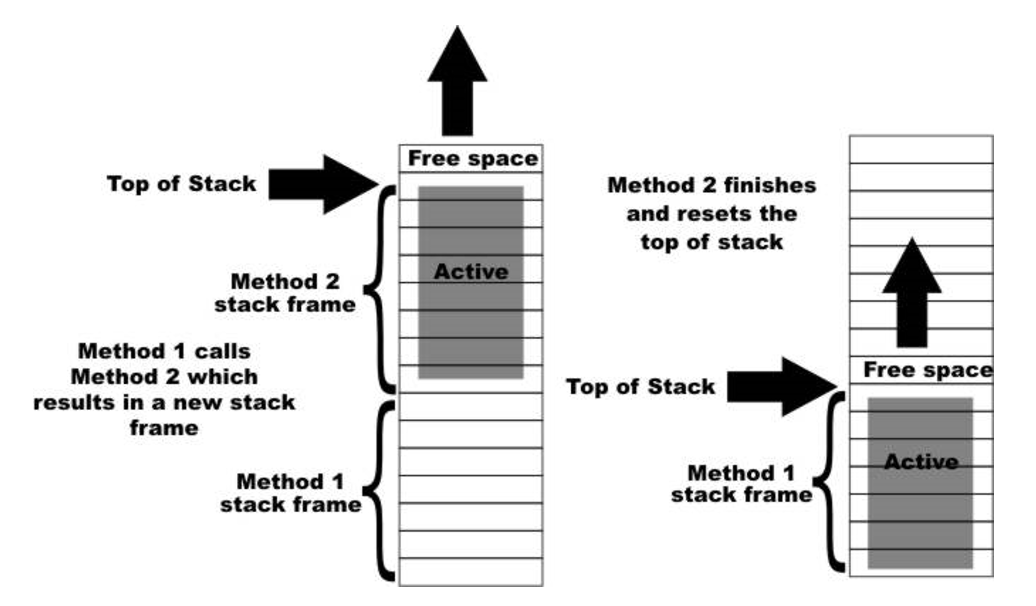 Free space
Top of Stack
Active
Method 2
stack frame
Method 1 calls
Method 2 which
results in a new stack
frame
Method 1
stack frame
Method 2 finishes
and resets the
top of stack
Free space
Top of Stack
Active
Method 1
stack frame